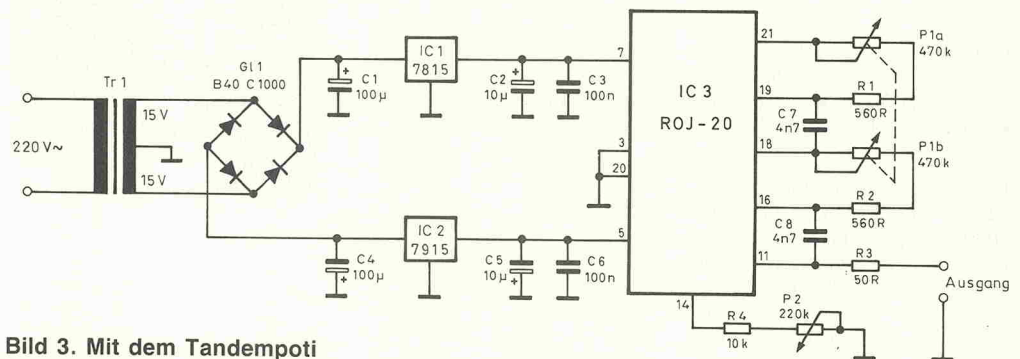 Tr 1
220 V~
15 V
15 V
Gl 1
B40 C1000
C1
100µ
IC 1
7815
C2
10µ
C3
100n
7
IC 3
ROJ-20
21
P1a
470k
19
R1
560R
C7
4n7
18
P1b
470k
3
20
16
R2
560R
C8
4n7
11
R3
50R
Ausgang
C4
100µ
IC 2
7915
C5
10µ
C6
100n
5
14
R4
10k
P2
220k
+
+
+
+
Bild 3. Mit dem Tandempoti